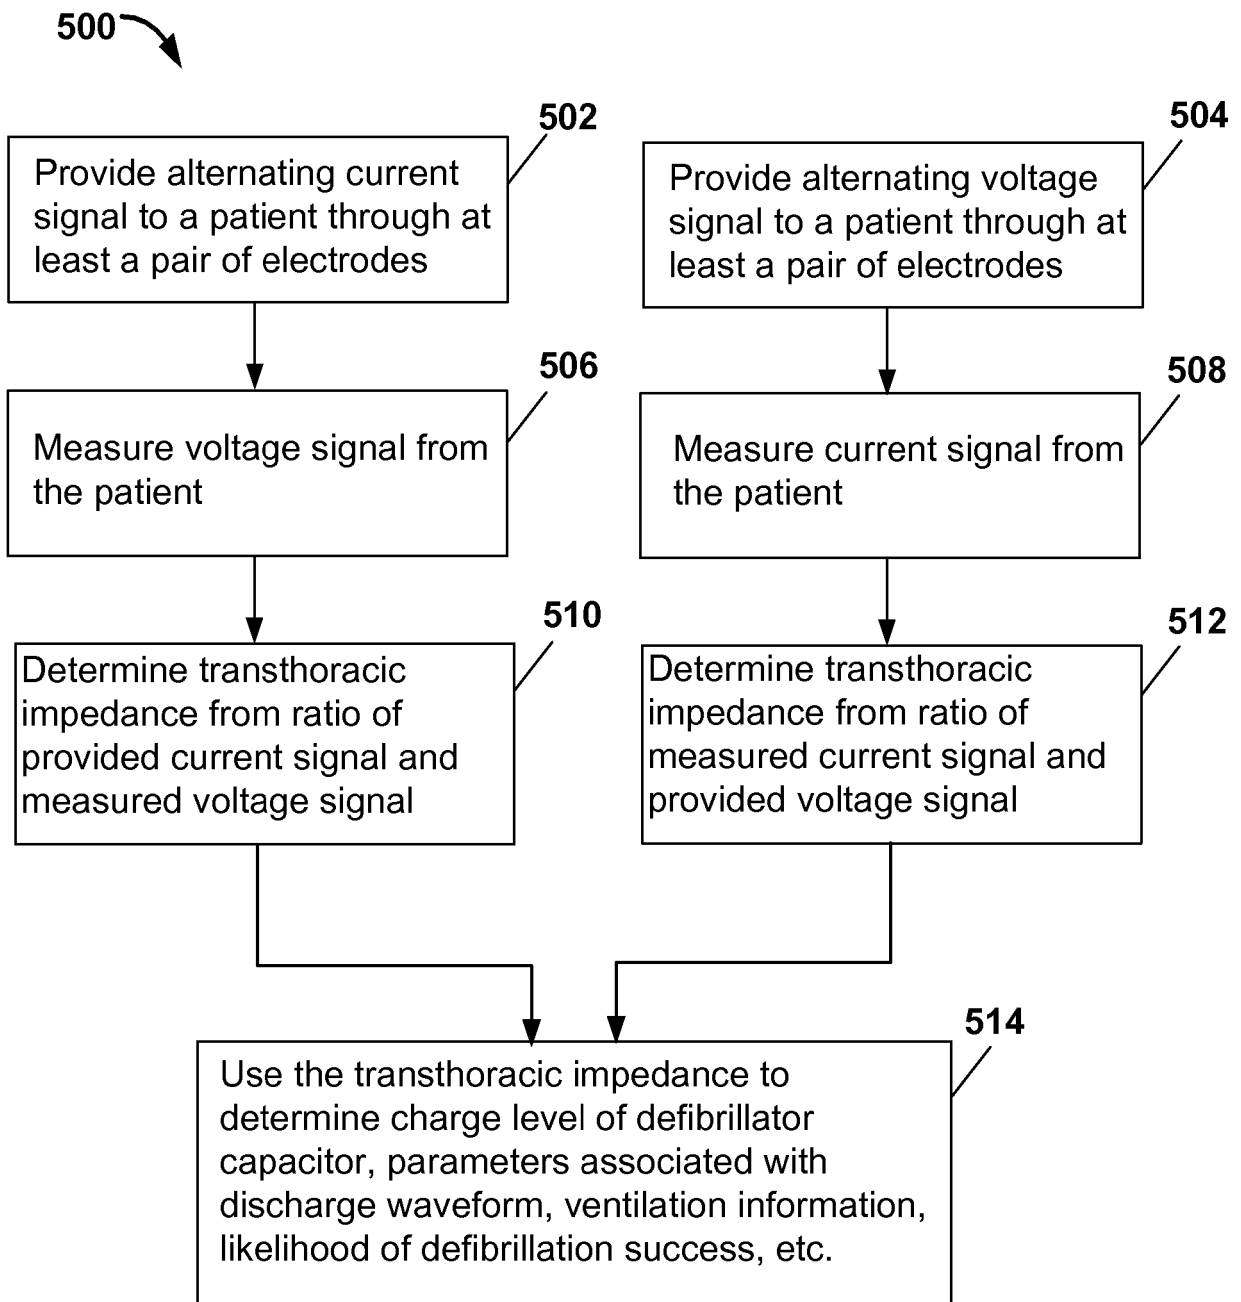 500
502
Provide alternating current
signal to a patient through at
least a pair of electrodes
504
Provide alternating voltage
signal to a patient through at
least a pair of electrodes
506
Measure voltage signal from
the patient
508
Measure current signal from
the patient
510
Determine transthoracic
impedance from ratio of
provided current signal and
measured voltage signal
512
Determine transthoracic
impedance from ratio of
measured current signal and
provided voltage signal
514
Use the transthoracic impedance to
determine charge level of defibrillator
capacitor, parameters associated with
discharge waveform, ventilation information,
likelihood of defibrillation success, etc.